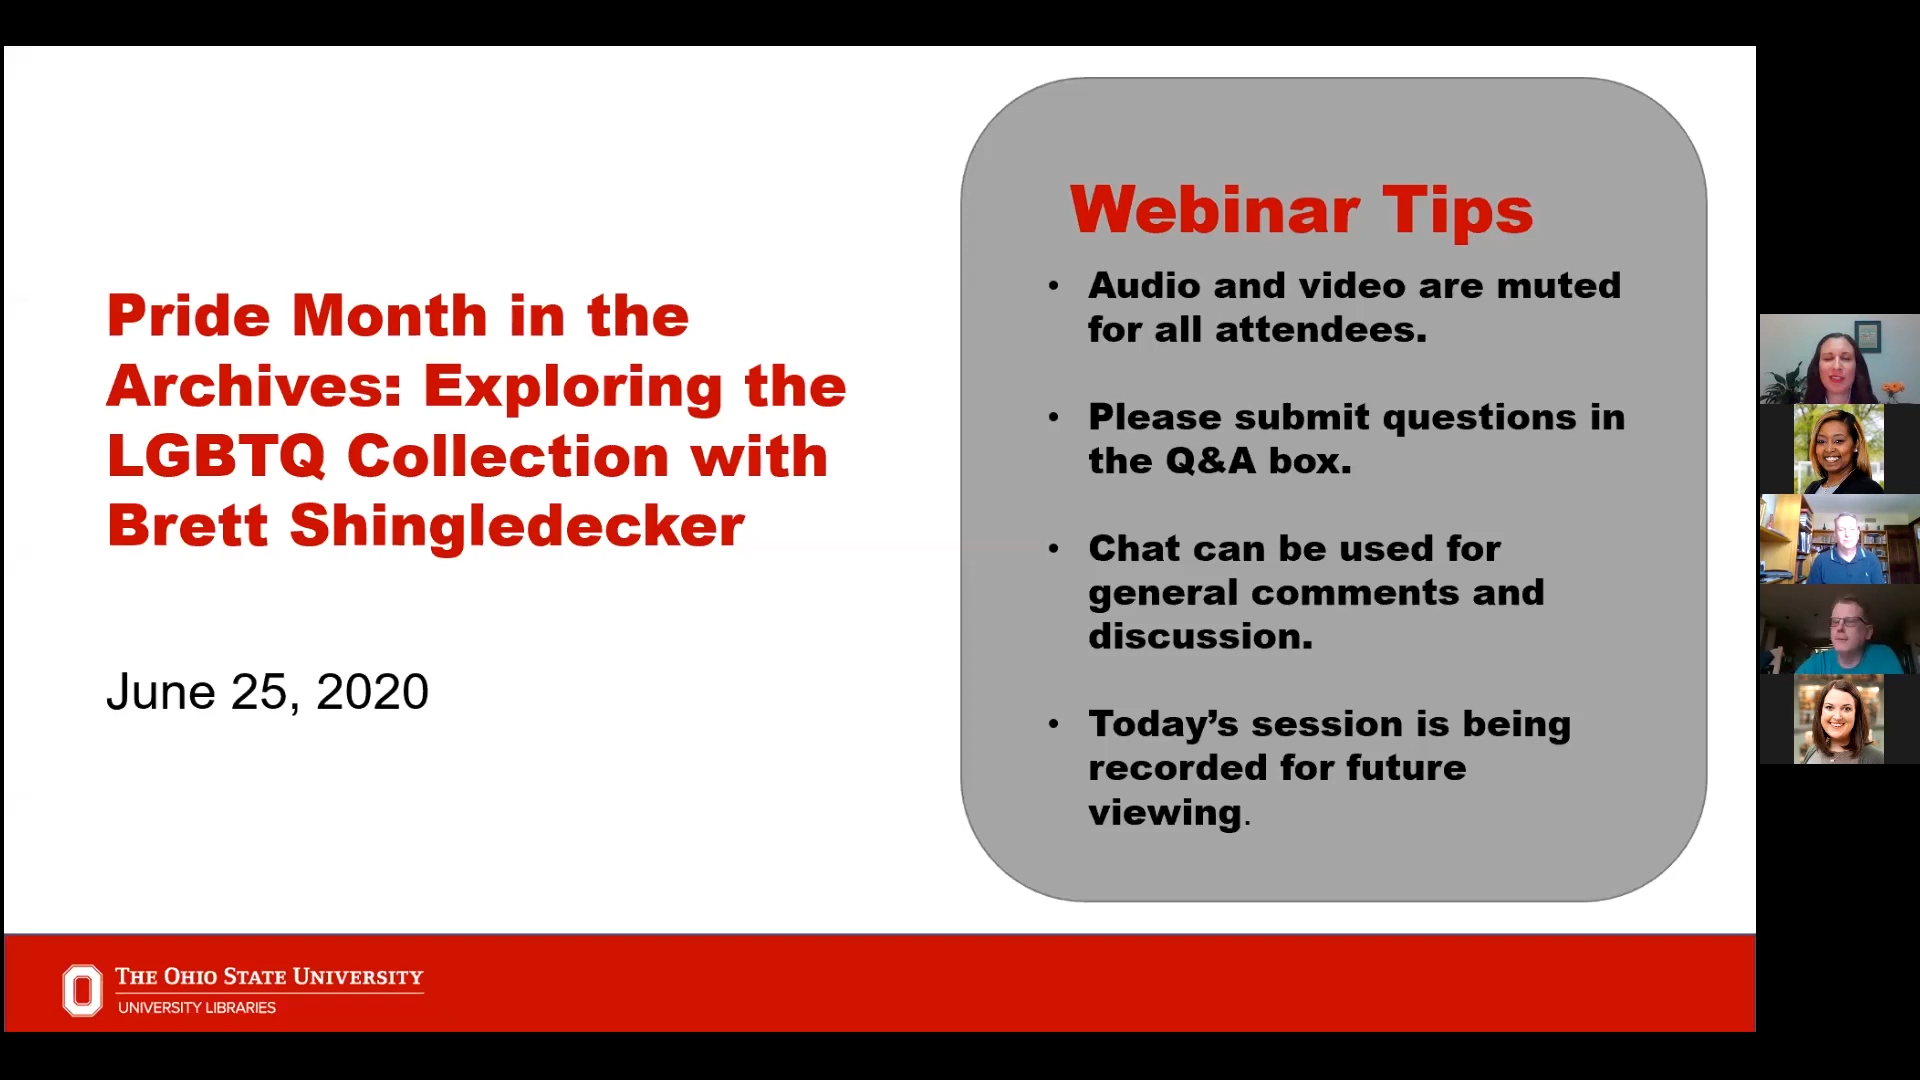 Pride Month in the
Archives: Exploring the
LGBTQ Collection with
Brett Shingledecker
June 25, 2020
Webinar Tips
• Audio and video are muted
for all attendees.
• Please submit questions in
the Q&A box.
• Chat can be used for
general comments and
discussion.
• Today’s session is being
recorded for future
viewing.
THE OHIO STATE UNIVERSITY
UNIVERSITY LIBRARIES